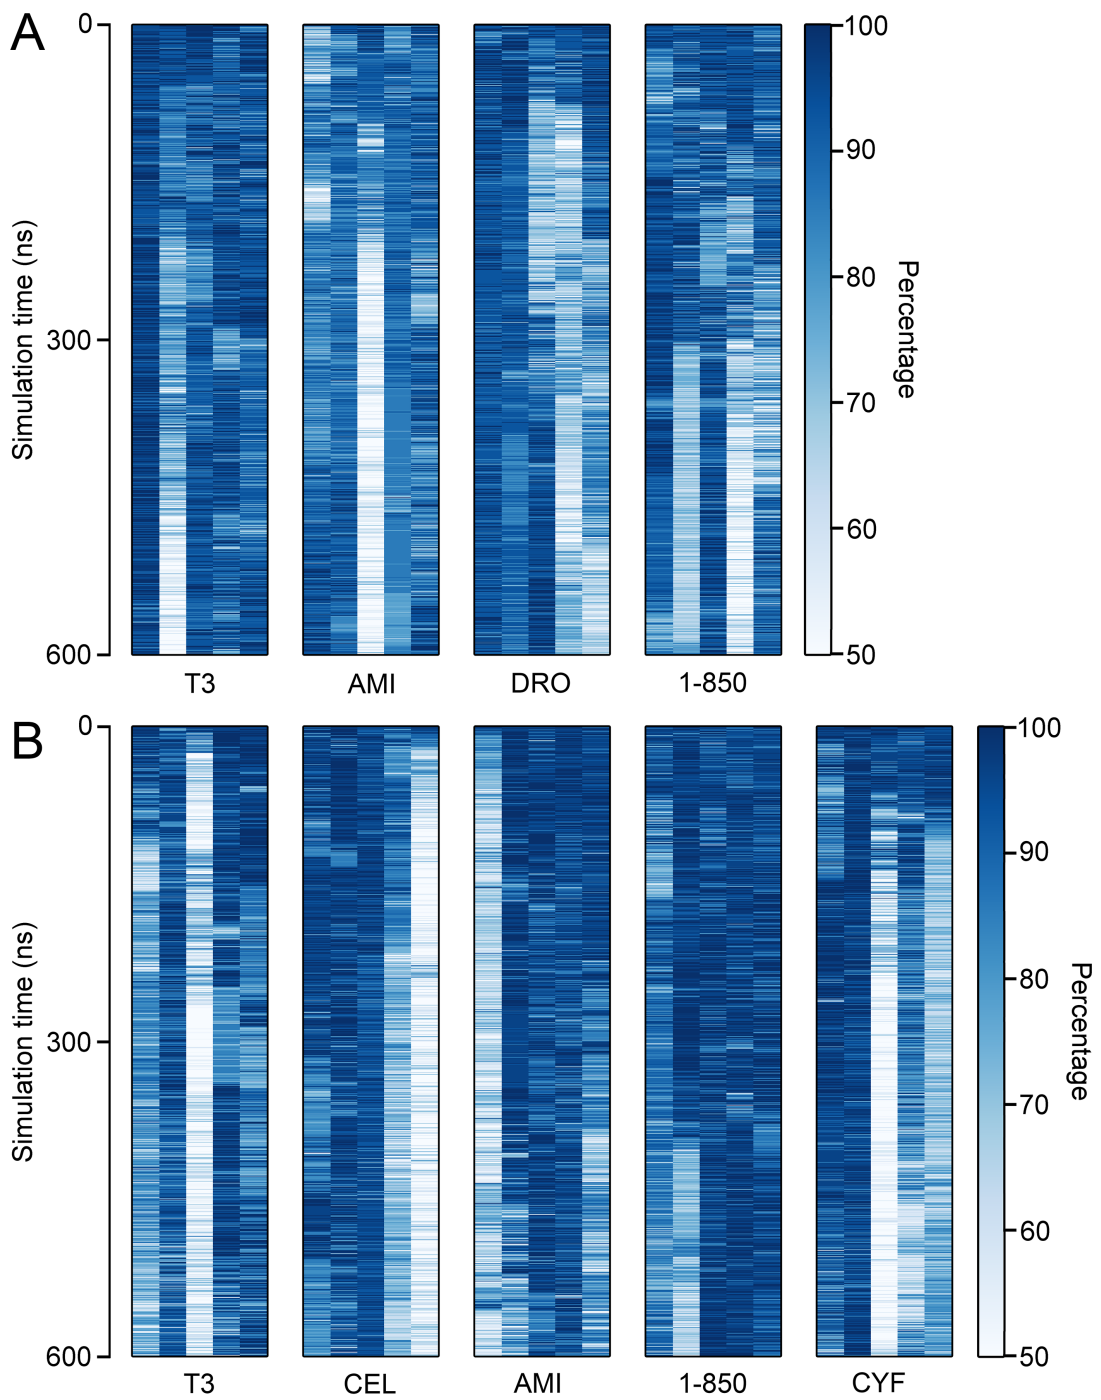 A
0
300
600
Simulation time (ns)
T3 AMI DRO 1-850
100
90
80
70
60
50
Percentage
B
0
300
600
Simulation time (ns)
T3 CEL AMI 1-850 CYF
100
90
80
70
60
50
Percentage